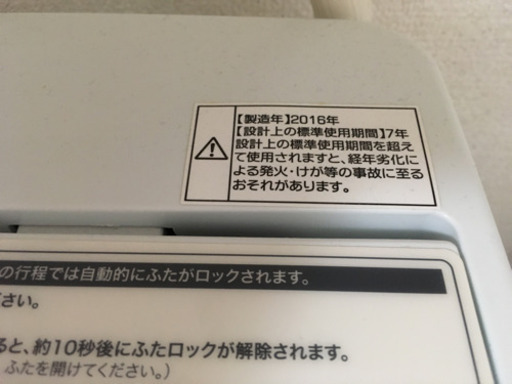 【製造年】2016年
【設計上の標準使用期間】7年
設計上の標準使用期間を超え
て使用されますと、経年劣化に
よる発火・けが等の事故に至る
おそれがあります。
の行程では自動的にふたがロックされます。
ださい。
ると、約10秒後にふたロックが解除されます。
、ふたを開けてください。）